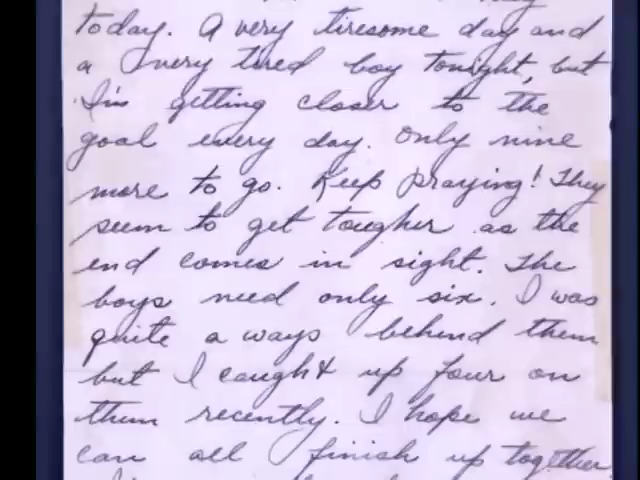 today. A very tiresome day and
a very tired boy tonight, but
I'm getting closer to the
goal every day. Only nine
more to go. Keep praying! They
seem to get tougher as the
end comes in sight. The
boys need only six. I was
quite a ways behind them
but I caught up four on
them recently. I hope we
can all finish up together.